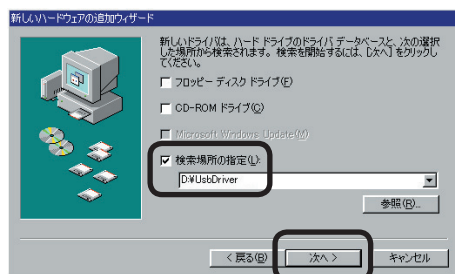 新しいハードウェアの追加ウィザード
新しいドライバは、ハード ドライブのドライバ データベースと、次の選択
した場所から検索されます。検索を開始するには、[次へ] をクリックし
てください。
フロッピー ディスク ドライブ(F)
CD-ROM ドライブ(C)
Microsoft Windows Update(M)
検索場所の指定(L):
D:¥UsbDriver
参照(R)...
< 戻る(B)
次へ >
キャンセル